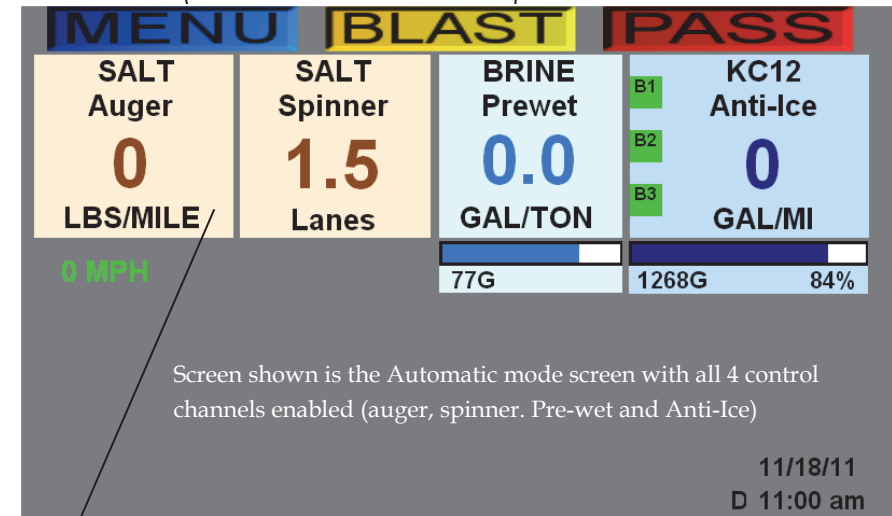 MENU BLAST PASS
SALT
Auger
0
LBS/MILE
SALT
Spinner
1.5
Lanes
BRINE
Prewet
0.0
GAL/TON
77G
B1
B2
B3
KC12
Anti-Ice
0
GAL/MI
1268G 84%
0 MPH
Screen shown is the Automatic mode screen with all 4 control
channels enabled (auger, spinner. Pre-wet and Anti-Ice)
11/18/11
D 11:00 am